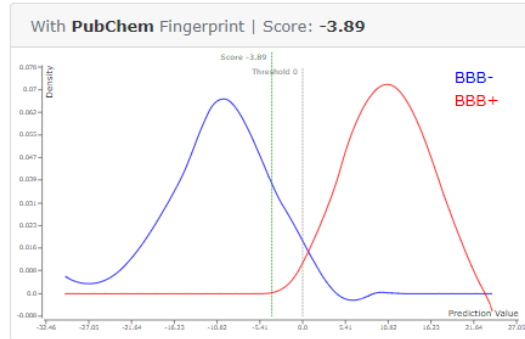 With PubChem Fingerprint | Score: -3.89
Score -3.89
Threshold 0
Density
BBB-
BBB+
0.076
0.07
0.062
0.055
0.047
0.039
0.031
0.023
0.016
0.008
0.0
-0.008
Prediction Value
-32.46 -27.05 -21.64 -16.23 -10.82 -5.41 0.0 5.41 10.82 16.23 21.64 27.05